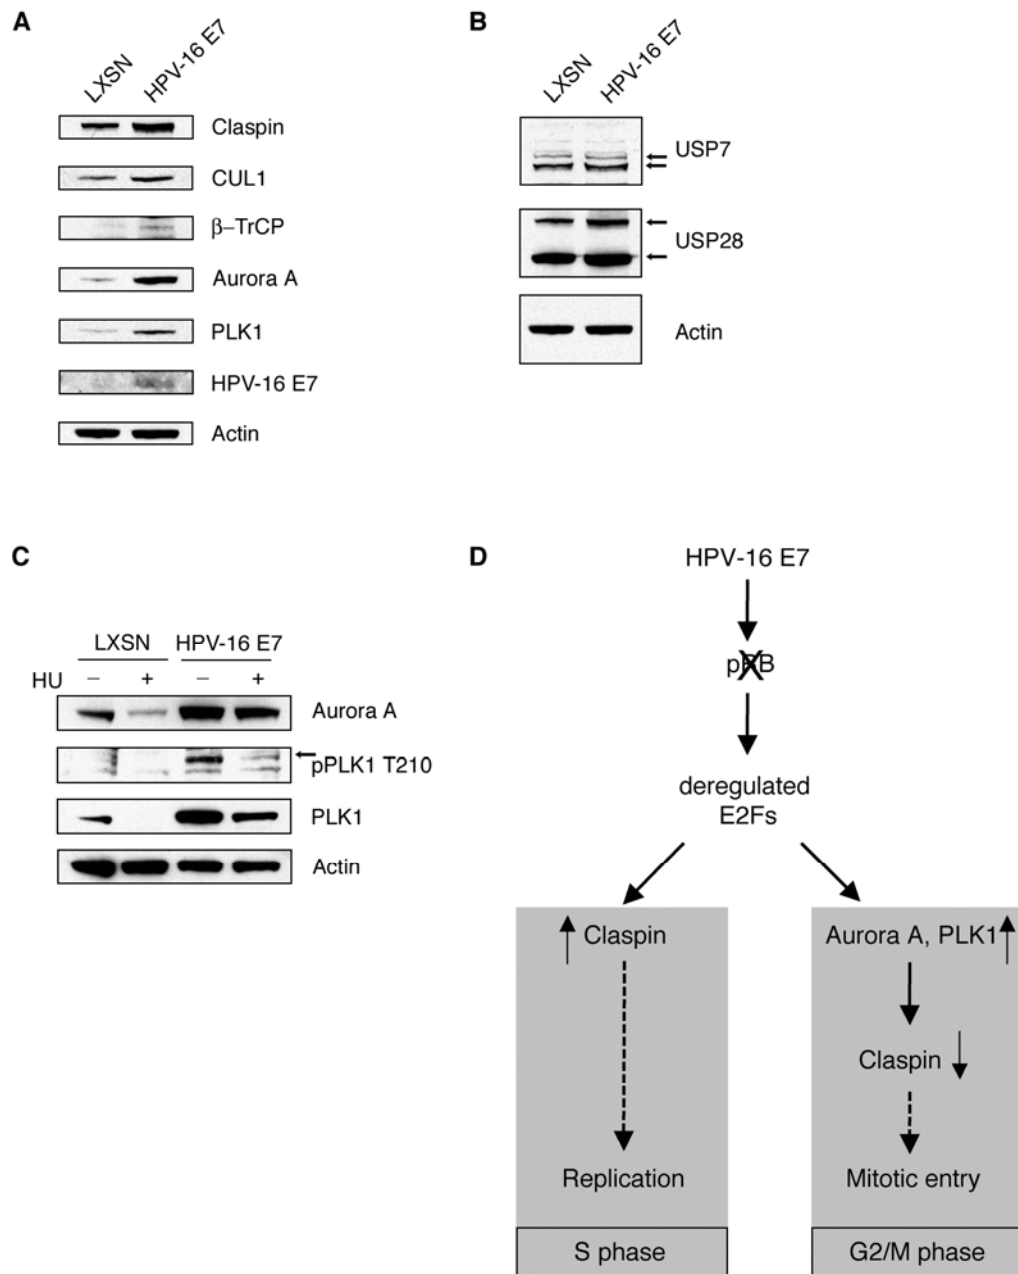 A
LXSN
HPV-16 E7
Claspin
CUL1
β–TrCP
Aurora A
PLK1
HPV-16 E7
Actin
B
LXSN
HPV-16 E7
USP7
USP28
Actin
C
LXSN HPV-16 E7
HU – + – +
Aurora A
pPLK1 T210
PLK1
Actin
D
HPV-16 E7
pRB
deregulated
E2Fs
Claspin
Replication
S phase
Aurora A, PLK1
Claspin
Mitotic entry
G2/M phase